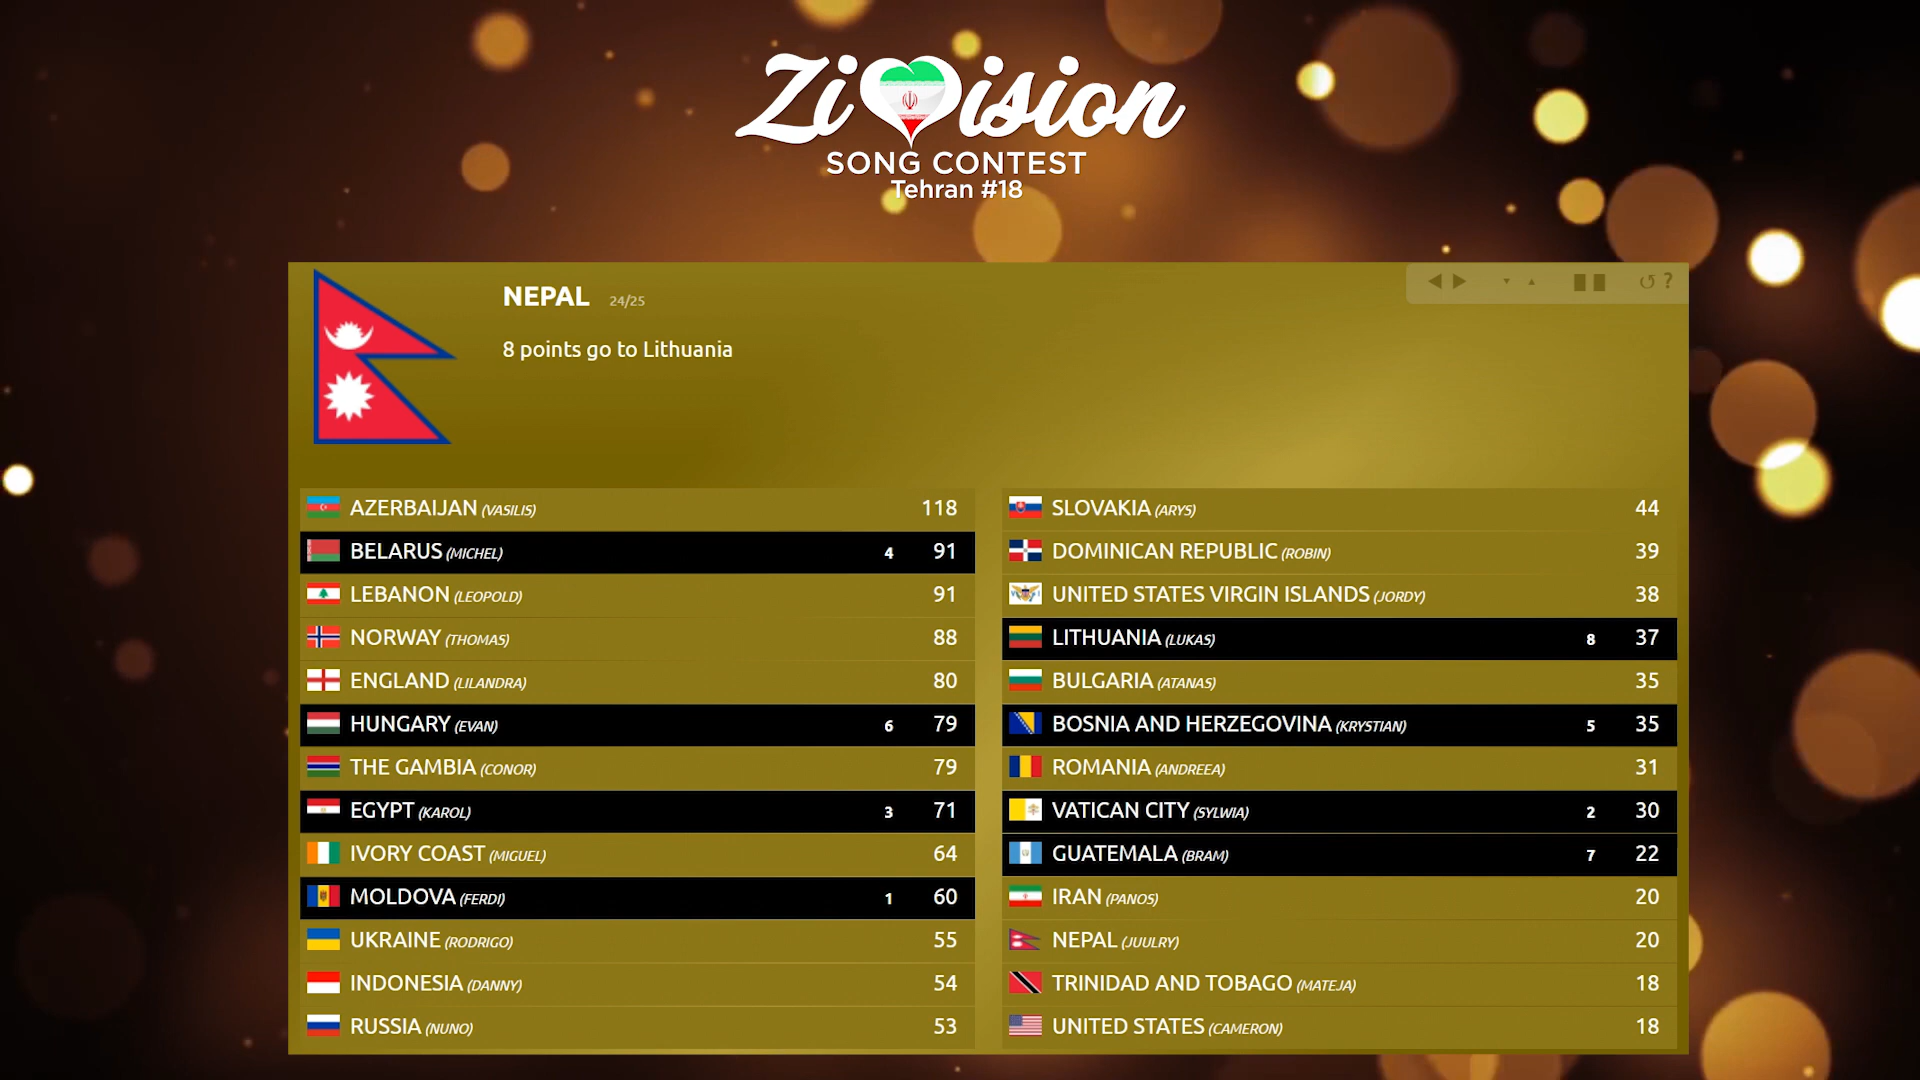 Zi ision
SONG CONTEST
Tehran #18
NEPAL 24/25
8 points go to Lithuania
?
AZERBAIJAN (VASILIS) 118
BELARUS (MICHEL) 4 91
LEBANON (LEOPOLD) 91
NORWAY (THOMAS) 88
ENGLAND (LILANDRA) 80
HUNGARY (EVAN) 6 79
THE GAMBIA (CONOR) 79
EGYPT (KAROL) 3 71
IVORY COAST (MIGUEL) 64
MOLDOVA (FERDI) 1 60
UKRAINE (RODRIGO) 55
INDONESIA (DANNY) 54
RUSSIA (NUNO) 53
SLOVAKIA (ARYS) 44
DOMINICAN REPUBLIC (ROBIN) 39
UNITED STATES VIRGIN ISLANDS (JORDY) 38
LITHUANIA (LUKAS) 8 37
BULGARIA (ATANAS) 35
BOSNIA AND HERZEGOVINA (KRYSTIAN) 5 35
ROMANIA (ANDREEA) 31
VATICAN CITY (SYLWIA) 2 30
GUATEMALA (BRAM) 7 22
IRAN (PANOS) 20
NEPAL (JUULRY) 20
TRINIDAD AND TOBAGO (MATEJA) 18
UNITED STATES (CAMERON) 18